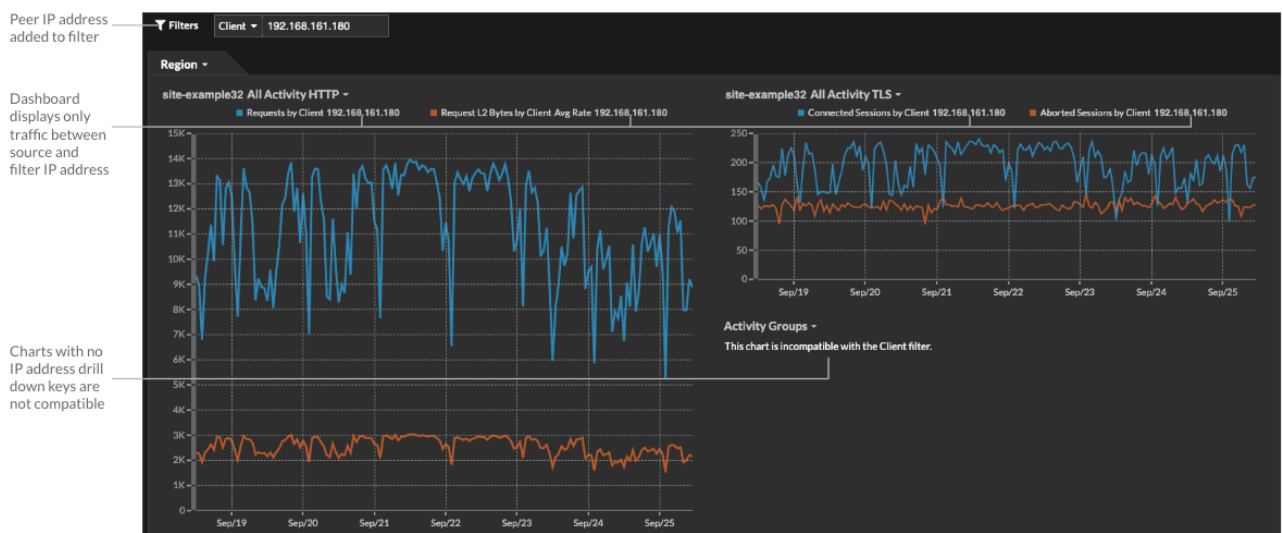 Peer IP address
added to filter
Filters Client 192.168.161.180
Region
Dashboard
displays only
traffic between
source and
filter IP address
Charts with no
IP address drill
down keys are
not compatible
site-example32 All Activity HTTP
Requests by Client 192.168.161.180 Request L2 Bytes by Client Avg Rate 192.168.161.180
15K
14K
13K
12K
11K
10K
9K
8K
7K
6K
5K
4K
3K
2K
1K
0
Sep/19 Sep/20 Sep/21 Sep/22 Sep/23 Sep/24 Sep/25
site-example32 All Activity TLS
Connected Sessions by Client 192.168.161.180 Aborted Sessions by Client 192.168.161.180
250
200
150
100
50
0
Sep/19 Sep/20 Sep/21 Sep/22 Sep/23 Sep/24 Sep/25
Activity Groups
This chart is incompatible with the Client filter.